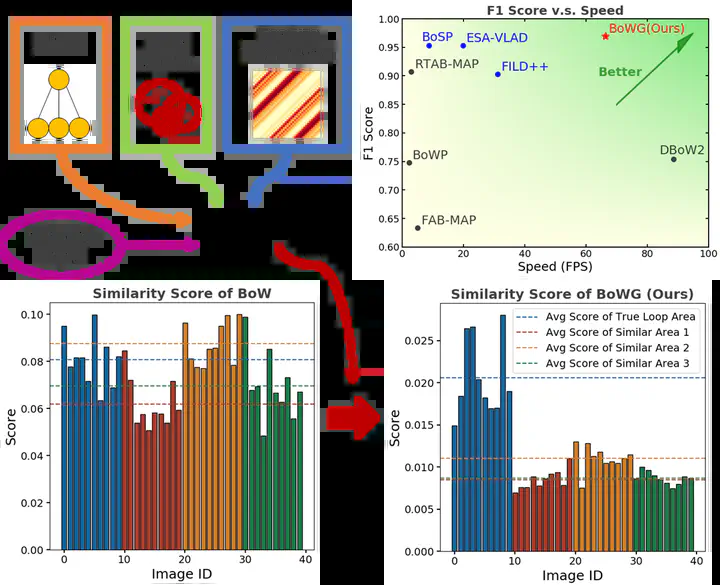 F1 Score v.s. Speed
1.00
0.95
0.90
0.85
0.80
0.75
0.70
0.65
0.60
F1 Score
BoSP
ESA-VLAD
BoWG(Ours)
RTAB-MAP
FILD++
Better
BoWP
DBoW2
FAB-MAP
0
20
40
60
80
100
Speed (FPS)
Similarity Score of BoW
0.10
0.08
0.06
0.04
0.02
0.00
Score
0
10
20
30
40
Image ID
Similarity Score of BoWG (Ours)
Avg Score of True Loop Area
Avg Score of Similar Area 1
Avg Score of Similar Area 2
Avg Score of Similar Area 3
0.025
0.020
0.015
0.010
0.005
0.000
Score
0
10
20
30
40
Image ID